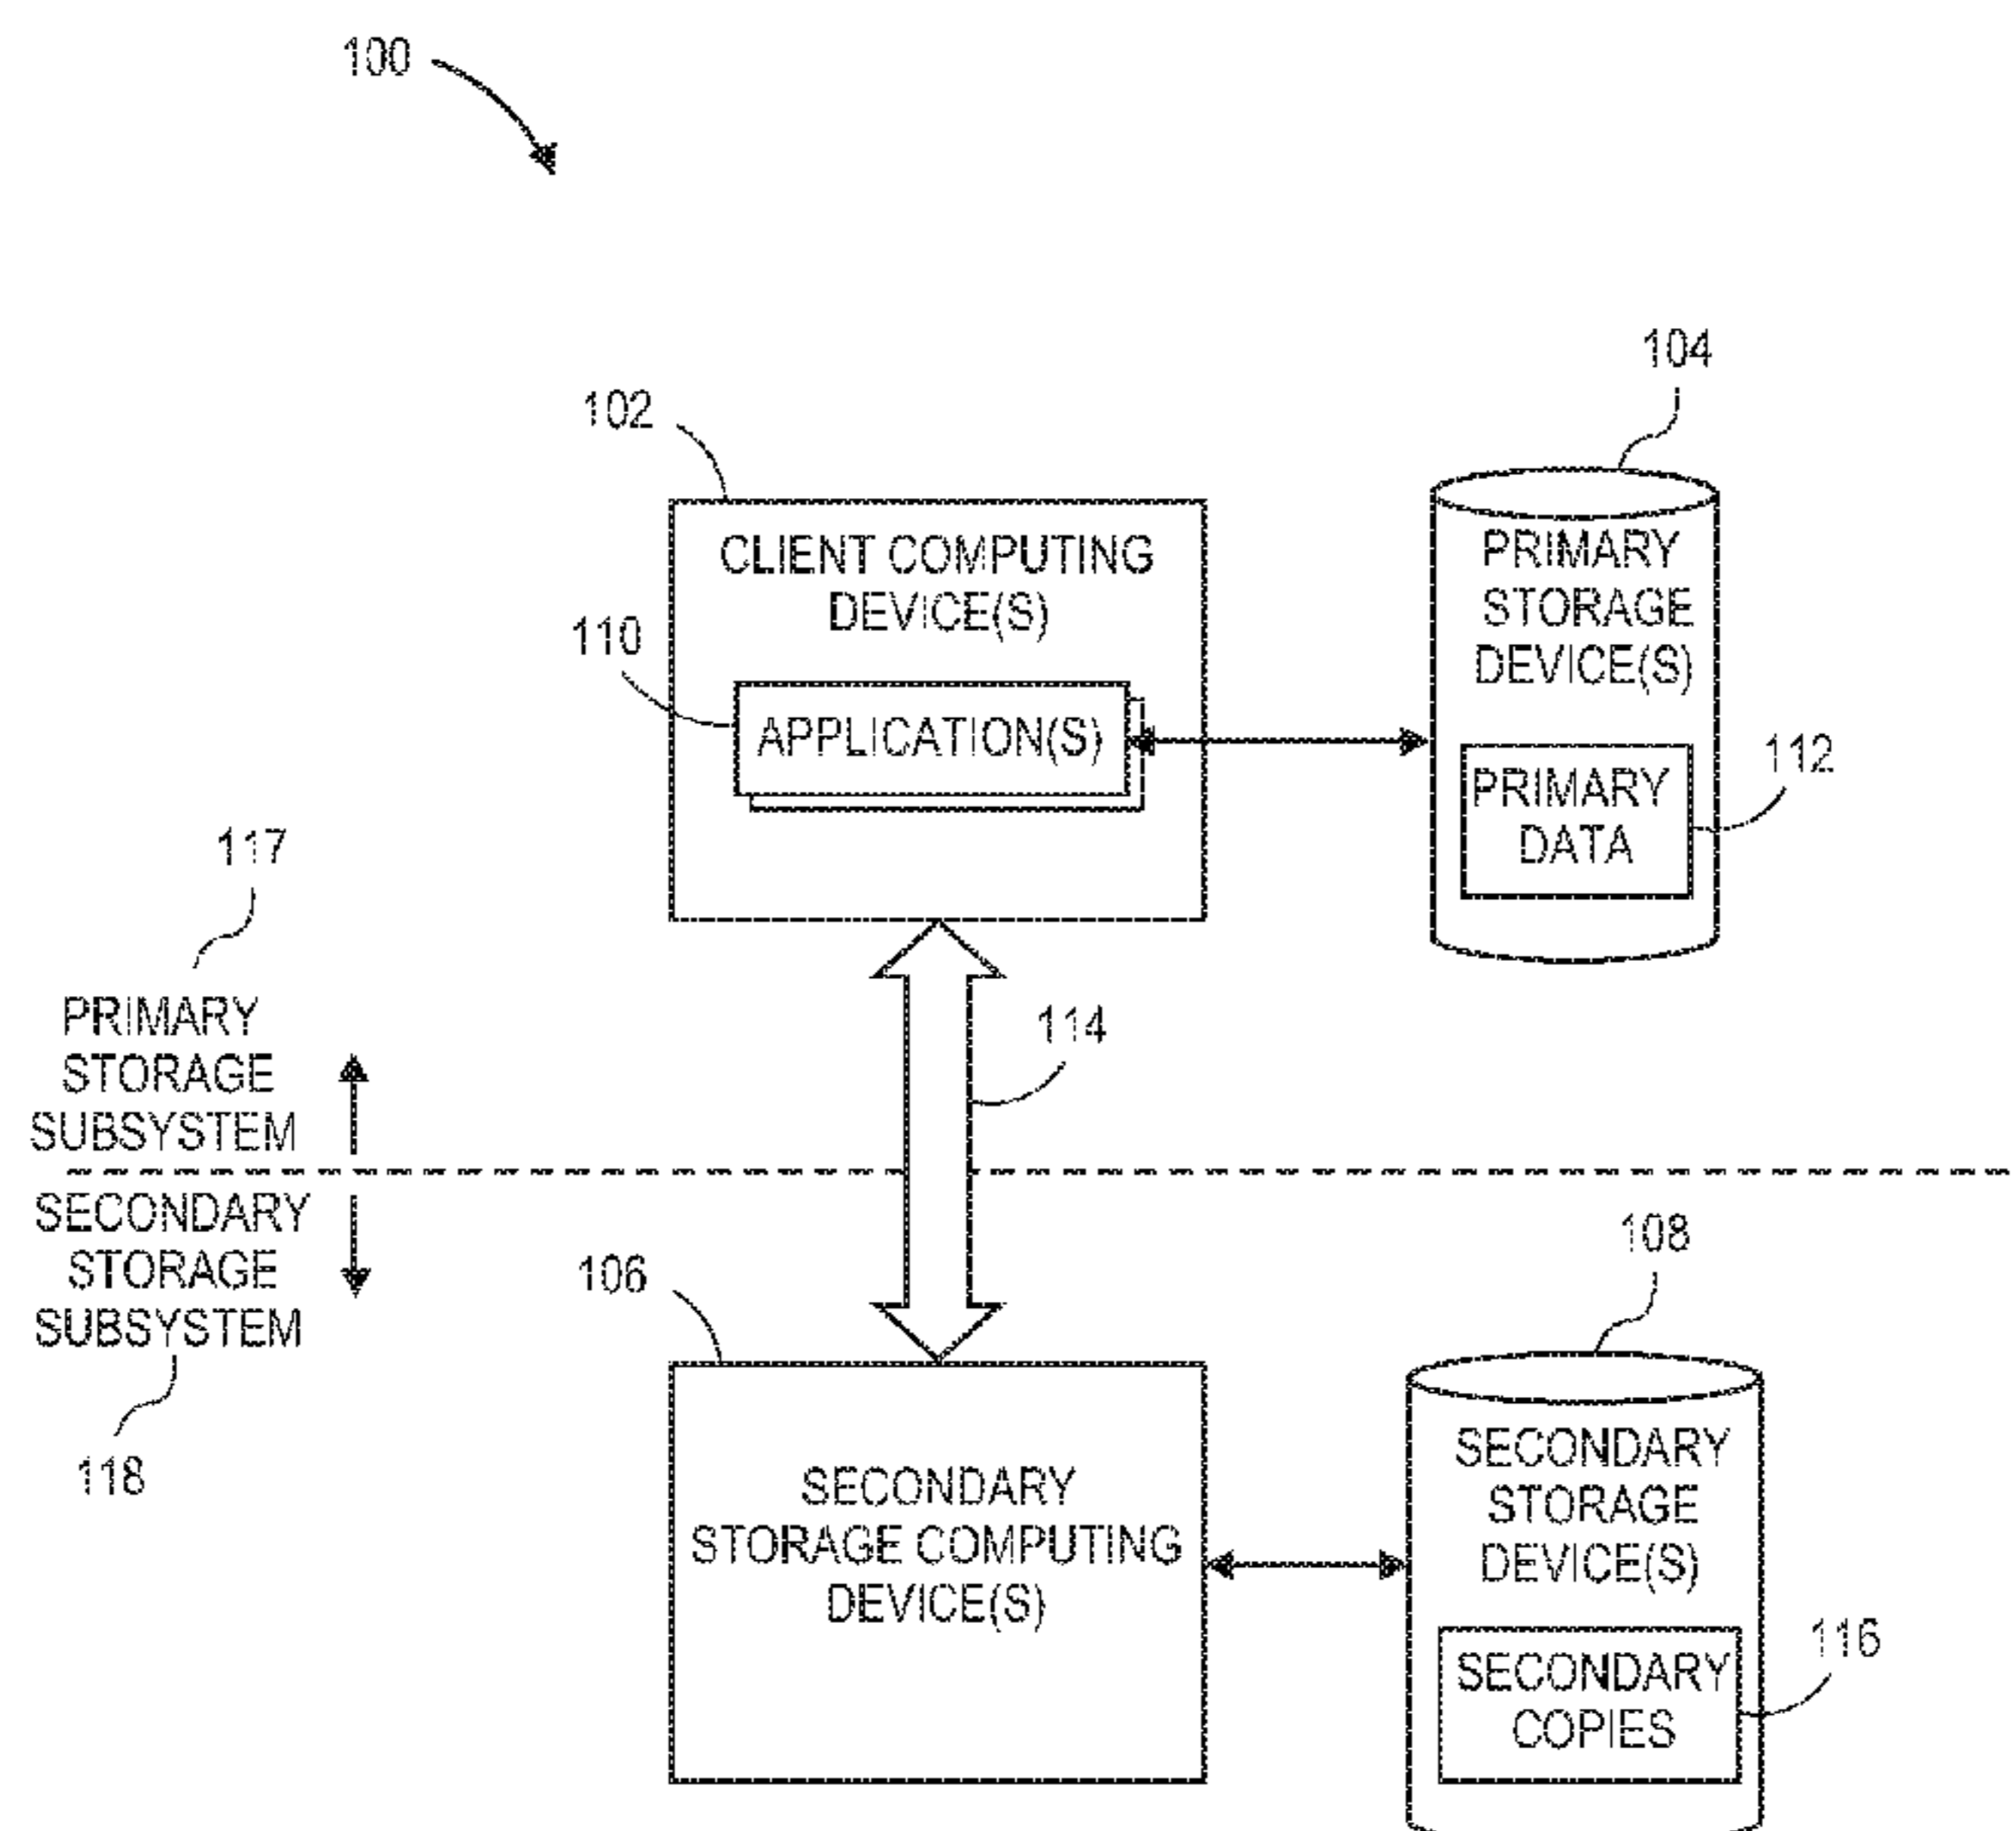 100
104
102
CLIENT COMPUTING
DEVICE(S)
PRIMARY
STORAGE
DEVICE(S)
110
APPLICATION(S)
112
PRIMARY
DATA
117
PRIMARY
STORAGE
SUBSYSTEM
114
SECONDARY
STORAGE
SUBSYSTEM
118
108
106
SECONDARY
STORAGE COMPUTING
DEVICE(S)
SECONDARY
STORAGE
DEVICE(S)
116
SECONDARY
COPIES